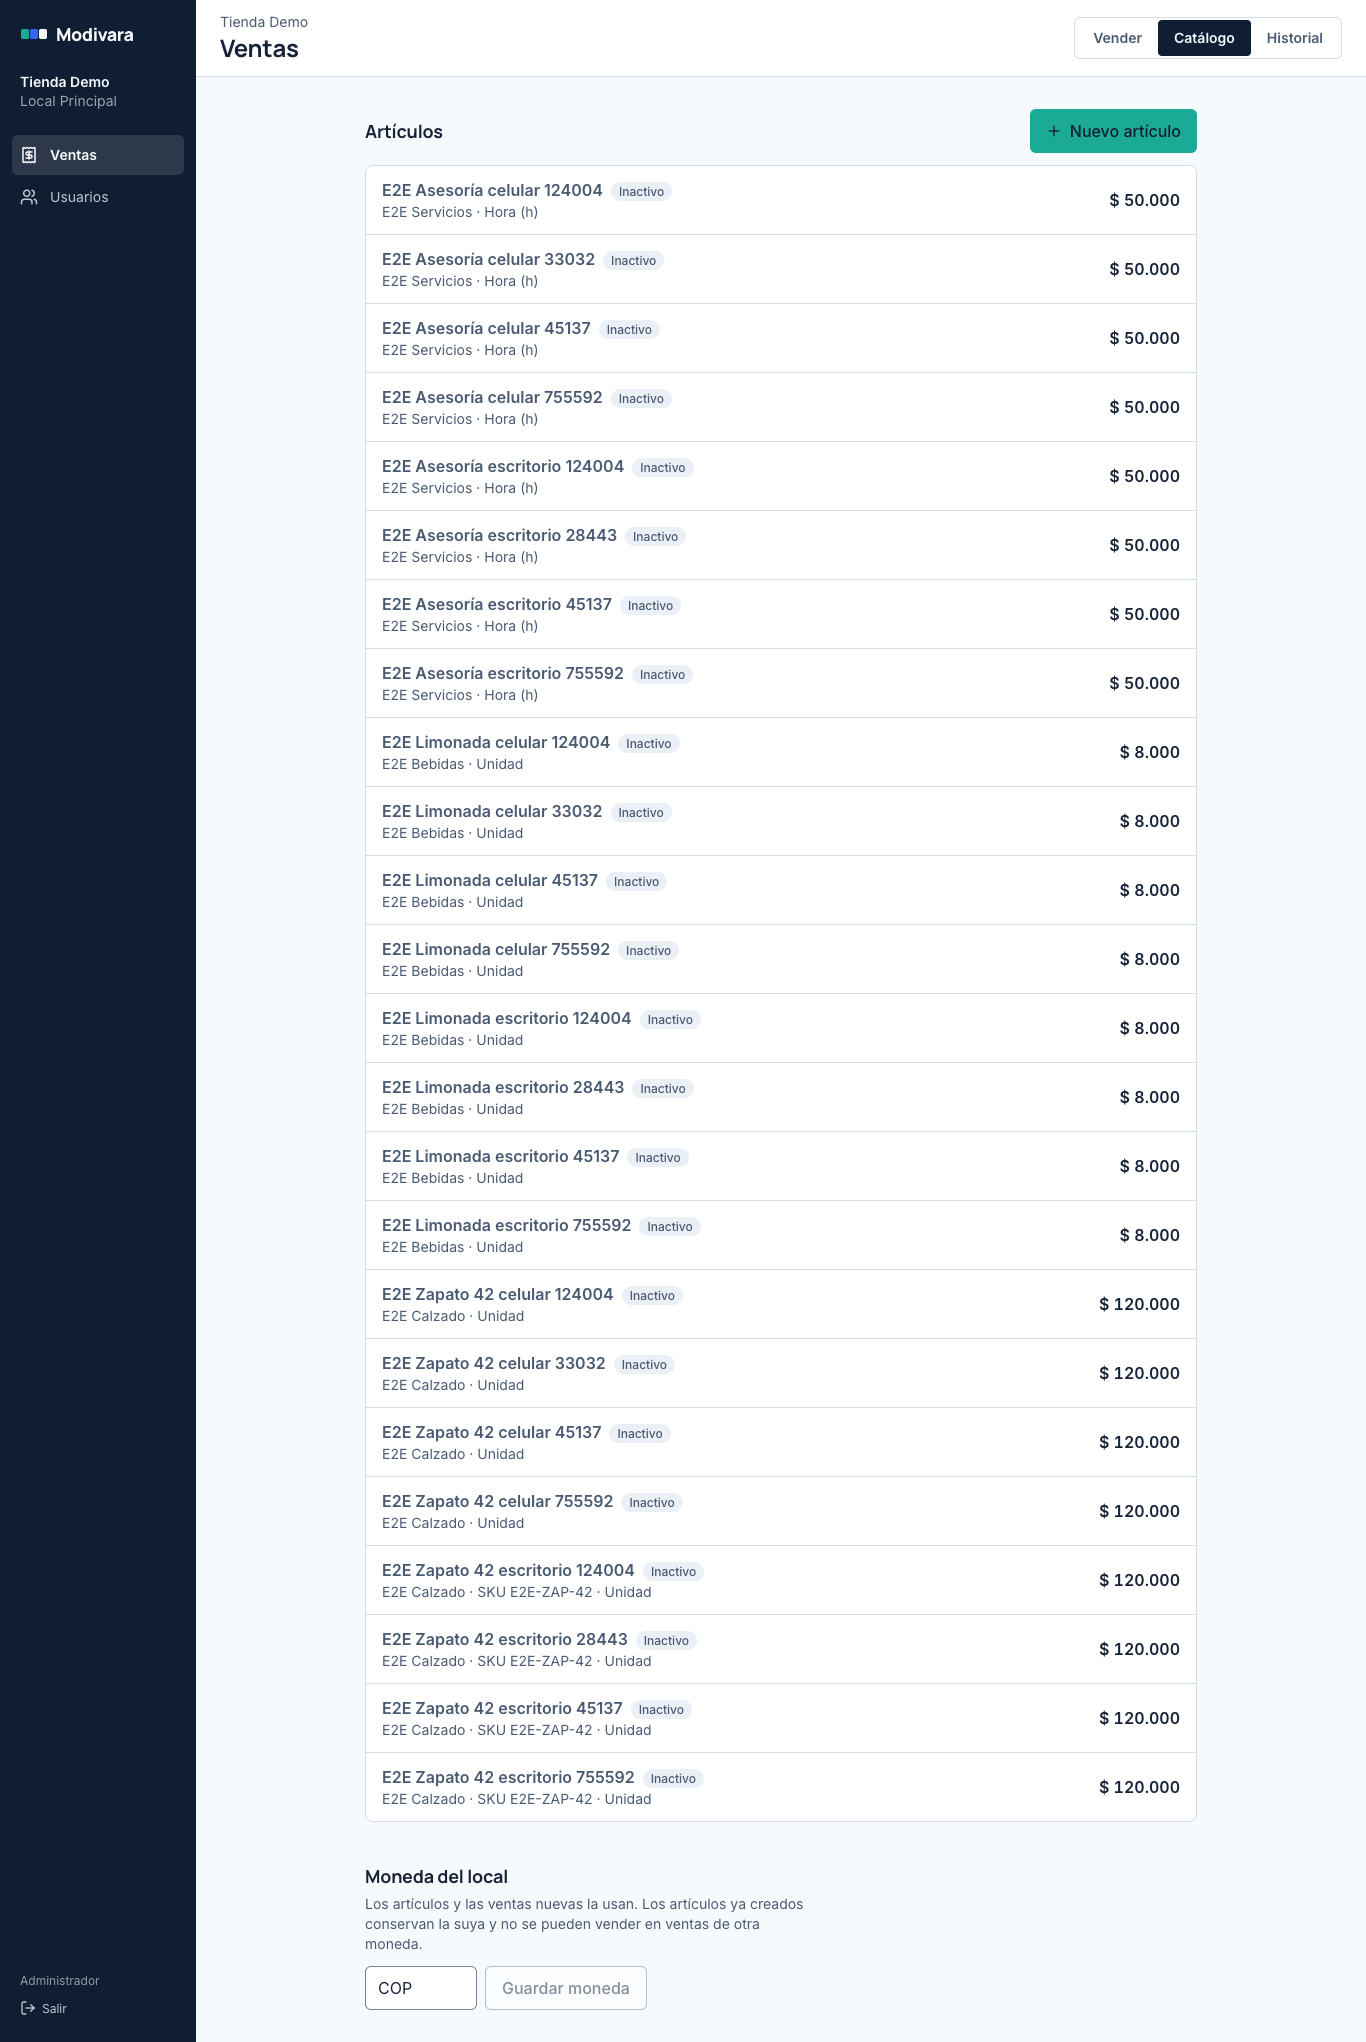 Modivara
Tienda Demo
Local Principal
Ventas
Usuarios
Administrador
Salir
Tienda Demo
Ventas
Vender
Catálogo
Historial
Artículos
+ Nuevo artículo
E2E Asesoría celular 124004 Inactivo
E2E Servicios · Hora (h)
$ 50.000
E2E Asesoría celular 33032 Inactivo
E2E Servicios · Hora (h)
$ 50.000
E2E Asesoría celular 45137 Inactivo
E2E Servicios · Hora (h)
$ 50.000
E2E Asesoría celular 755592 Inactivo
E2E Servicios · Hora (h)
$ 50.000
E2E Asesoría escritorio 124004 Inactivo
E2E Servicios · Hora (h)
$ 50.000
E2E Asesoría escritorio 28443 Inactivo
E2E Servicios · Hora (h)
$ 50.000
E2E Asesoría escritorio 45137 Inactivo
E2E Servicios · Hora (h)
$ 50.000
E2E Asesoría escritorio 755592 Inactivo
E2E Servicios · Hora (h)
$ 50.000
E2E Limonada celular 124004 Inactivo
E2E Bebidas · Unidad
$ 8.000
E2E Limonada celular 33032 Inactivo
E2E Bebidas · Unidad
$ 8.000
E2E Limonada celular 45137 Inactivo
E2E Bebidas · Unidad
$ 8.000
E2E Limonada celular 755592 Inactivo
E2E Bebidas · Unidad
$ 8.000
E2E Limonada escritorio 124004 Inactivo
E2E Bebidas · Unidad
$ 8.000
E2E Limonada escritorio 28443 Inactivo
E2E Bebidas · Unidad
$ 8.000
E2E Limonada escritorio 45137 Inactivo
E2E Bebidas · Unidad
$ 8.000
E2E Limonada escritorio 755592 Inactivo
E2E Bebidas · Unidad
$ 8.000
E2E Zapato 42 celular 124004 Inactivo
E2E Calzado · Unidad
$ 120.000
E2E Zapato 42 celular 33032 Inactivo
E2E Calzado · Unidad
$ 120.000
E2E Zapato 42 celular 45137 Inactivo
E2E Calzado · Unidad
$ 120.000
E2E Zapato 42 celular 755592 Inactivo
E2E Calzado · Unidad
$ 120.000
E2E Zapato 42 escritorio 124004 Inactivo
E2E Calzado · SKU E2E-ZAP-42 · Unidad
$ 120.000
E2E Zapato 42 escritorio 28443 Inactivo
E2E Calzado · SKU E2E-ZAP-42 · Unidad
$ 120.000
E2E Zapato 42 escritorio 45137 Inactivo
E2E Calzado · SKU E2E-ZAP-42 · Unidad
$ 120.000
E2E Zapato 42 escritorio 755592 Inactivo
E2E Calzado · SKU E2E-ZAP-42 · Unidad
$ 120.000
Moneda del local
Los artículos y las ventas nuevas la usan. Los artículos ya creados
conservan la suya y no se pueden vender en ventas de otra
moneda.
COP
Guardar moneda